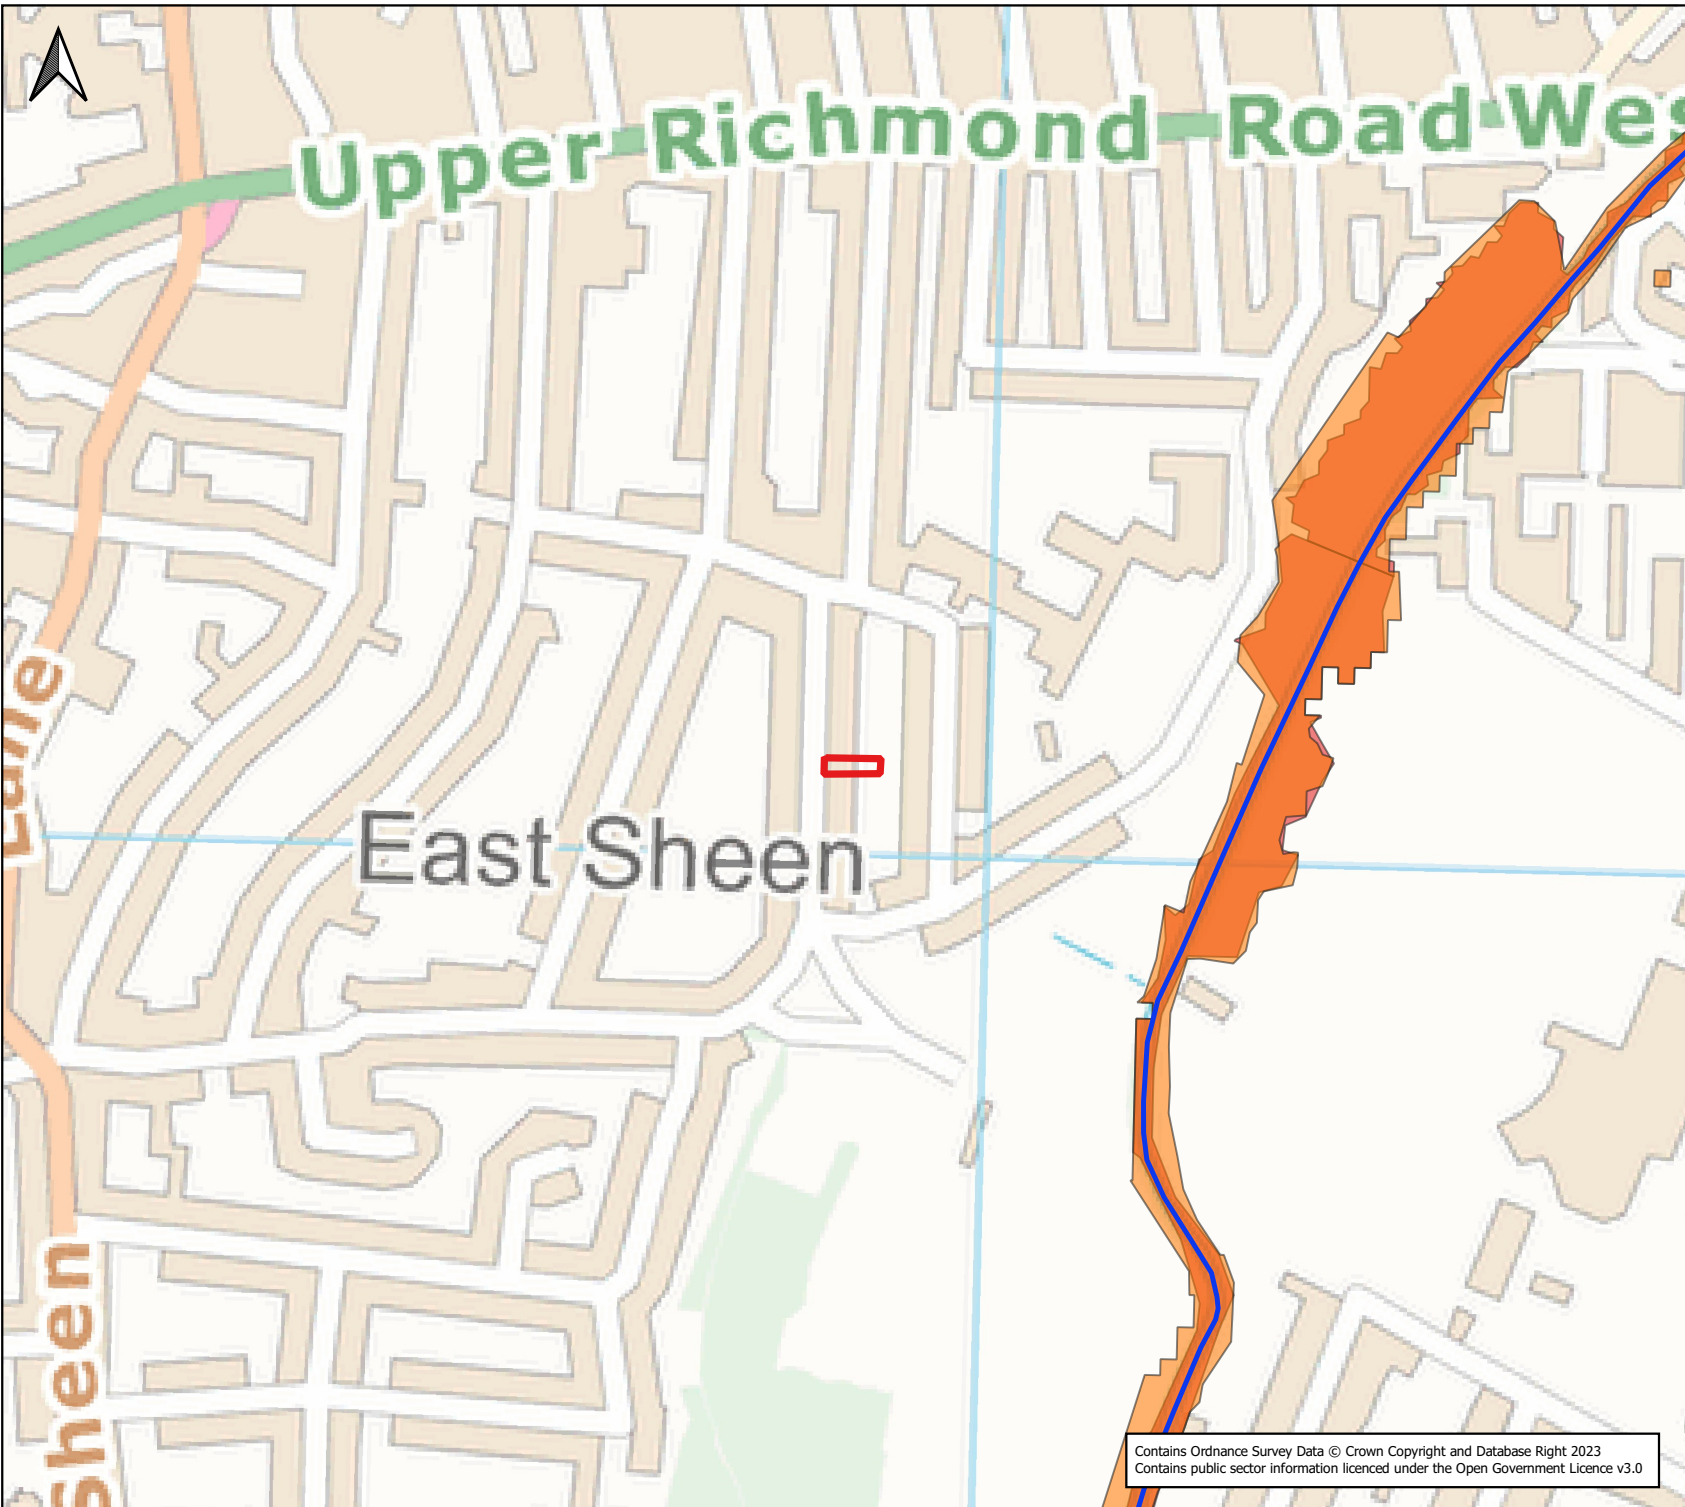 Upper Richmond Road Wes
Lane
East Sheen
Sheen
Contains Ordnance Survey Data © Crown Copyright and Database Right 2023
Contains public sector information licenced under the Open Government Licence v3.0